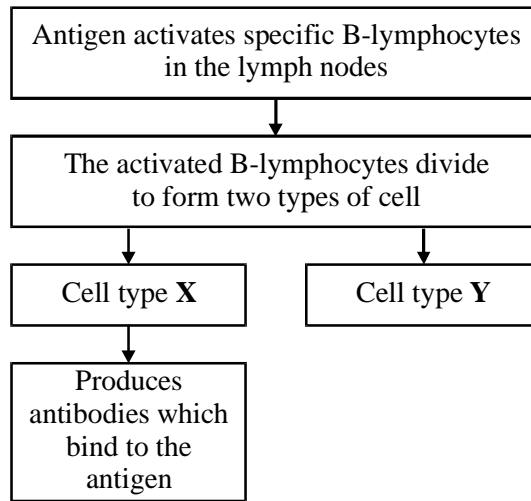 Antigen activates specific B-lymphocytes
in the lymph nodes
The activated B-lymphocytes divide
to form two types of cell
Cell type X
Cell type Y
Produces
antibodies which
bind to the
antigen